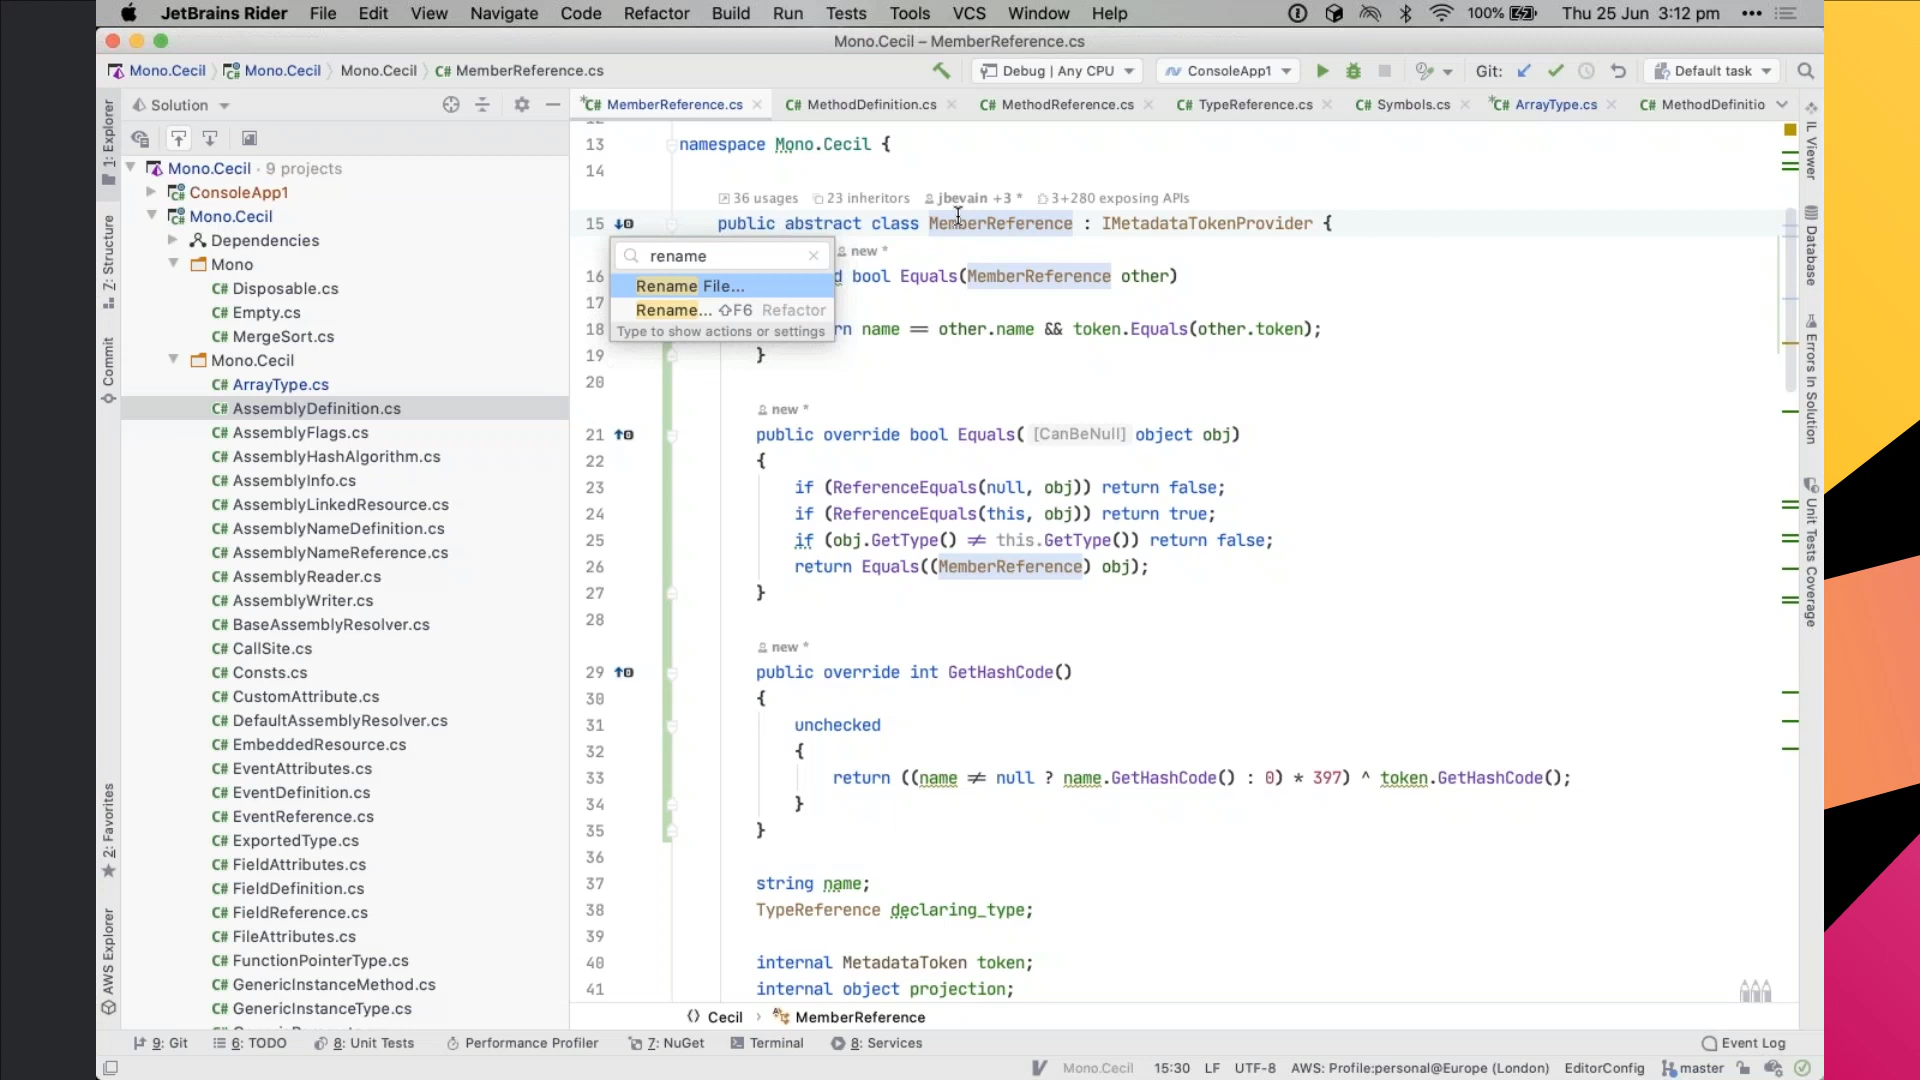 JetBrains Rider File Edit View Navigate Code Refactor Build Run Tests Tools VCS Window Help 100% Thu 25 Jun 3:12 pm
Mono.Cecil – MemberReference.cs
Mono.Cecil Mono.Cecil Mono.Cecil C# MemberReference.cs Debug | Any CPU ConsoleApp1 Git: Default task
Solution
C# MemberReference.cs C# MethodDefinition.cs C# MethodReference.cs C# TypeReference.cs C# Symbols.cs C# ArrayType.cs C# MethodDefinitio
1: Explorer
Z: Structure
Commit
2: Favorites
AWS Explorer
Mono.Cecil · 9 projects
ConsoleApp1
Mono.Cecil
Dependencies
Mono
C# Disposable.cs
C# Empty.cs
C# MergeSort.cs
Mono.Cecil
C# ArrayType.cs
C# AssemblyDefinition.cs
C# AssemblyFlags.cs
C# AssemblyHashAlgorithm.cs
C# AssemblyInfo.cs
C# AssemblyLinkedResource.cs
C# AssemblyNameDefinition.cs
C# AssemblyNameReference.cs
C# AssemblyReader.cs
C# AssemblyWriter.cs
C# BaseAssemblyResolver.cs
C# CallSite.cs
C# Consts.cs
C# CustomAttribute.cs
C# DefaultAssemblyResolver.cs
C# EmbeddedResource.cs
C# EventAttributes.cs
C# EventDefinition.cs
C# EventReference.cs
C# ExportedType.cs
C# FieldAttributes.cs
C# FieldDefinition.cs
C# FieldReference.cs
C# FileAttributes.cs
C# FunctionPointerType.cs
C# GenericInstanceMethod.cs
C# GenericInstanceType.cs
13 namespace Mono.Cecil {
14
36 usages 23 inheritors jbevain +3 * 3+280 exposing APIs
15 public abstract class MemberReference : IMetadataTokenProvider {
new *
rename
Rename File...
Rename... ⇧F6 Refactor
Type to show actions or settings
16 d bool Equals(MemberReference other)
17
18 rn name == other.name && token.Equals(other.token);
19 }
20
new *
21 public override bool Equals( [CanBeNull] object obj)
22 {
23 if (ReferenceEquals(null, obj)) return false;
24 if (ReferenceEquals(this, obj)) return true;
25 if (obj.GetType() ≠ this.GetType()) return false;
26 return Equals((MemberReference) obj);
27 }
28
new *
29 public override int GetHashCode()
30 {
31 unchecked
32 {
33 return ((name ≠ null ? name.GetHashCode() : 0) * 397) ^ token.GetHashCode();
34 }
35 }
36
37 string name;
38 TypeReference declaring_type;
39
40 internal MetadataToken token;
41 internal object projection;
Cecil MemberReference
IL Viewer
Database
Errors In Solution
Unit Tests Coverage
9: Git 6: TODO 8: Unit Tests Performance Profiler 7: NuGet Terminal 8: Services Event Log
Mono.Cecil 15:30 LF UTF-8 AWS: Profile:personal@Europe (London) EditorConfig master